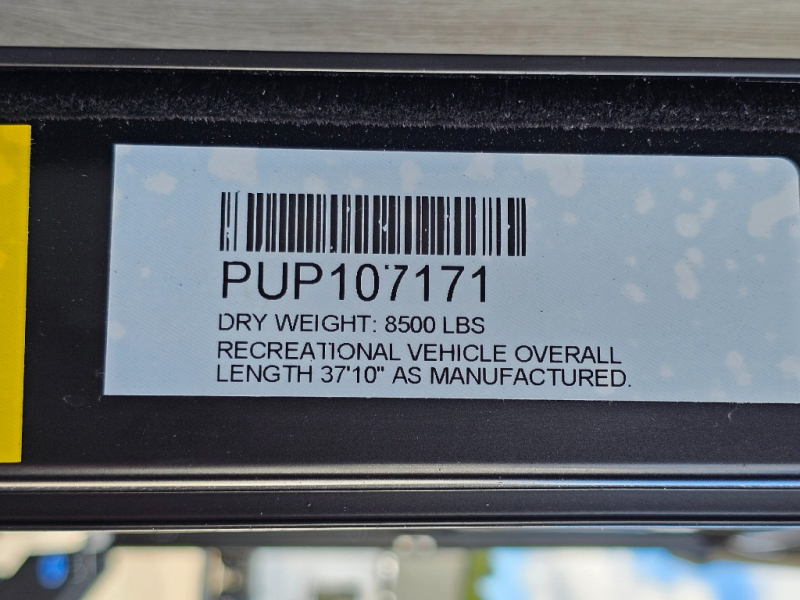 PUP107171
DRY WEIGHT: 8500 LBS
RECREATIONAL VEHICLE OVERALL
LENGTH 37'10" AS MANUFACTURED.